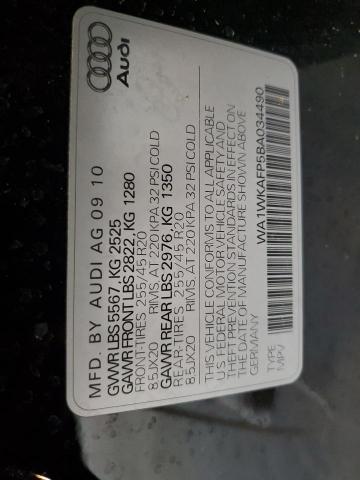 Audi
MFD. BY AUDI AG 09 10
GVWR LBS 5567, KG 2525
GAWR FRONT LBS 2822, KG 1280
FRONT-TIRES 255/45 R20
8.5JX20 RIMS AT 220 KPA, 32 PSI COLD
GAWR REAR LBS 2976, KG 1350
REAR-TIRES 255/45 R20
8.5JX20 RIMS AT 220 KPA, 32 PSI COLD
THIS VEHICLE CONFORMS TO ALL APPLICABLE
US FEDERAL MOTOR VEHICLE SAFETY AND
THEFT PREVENTION STANDARDS IN EFFECT ON
THE DATE OF MANUFACTURE SHOWN ABOVE
GERMANY
WA1WKAFP5BA034490
TYPE
MPV